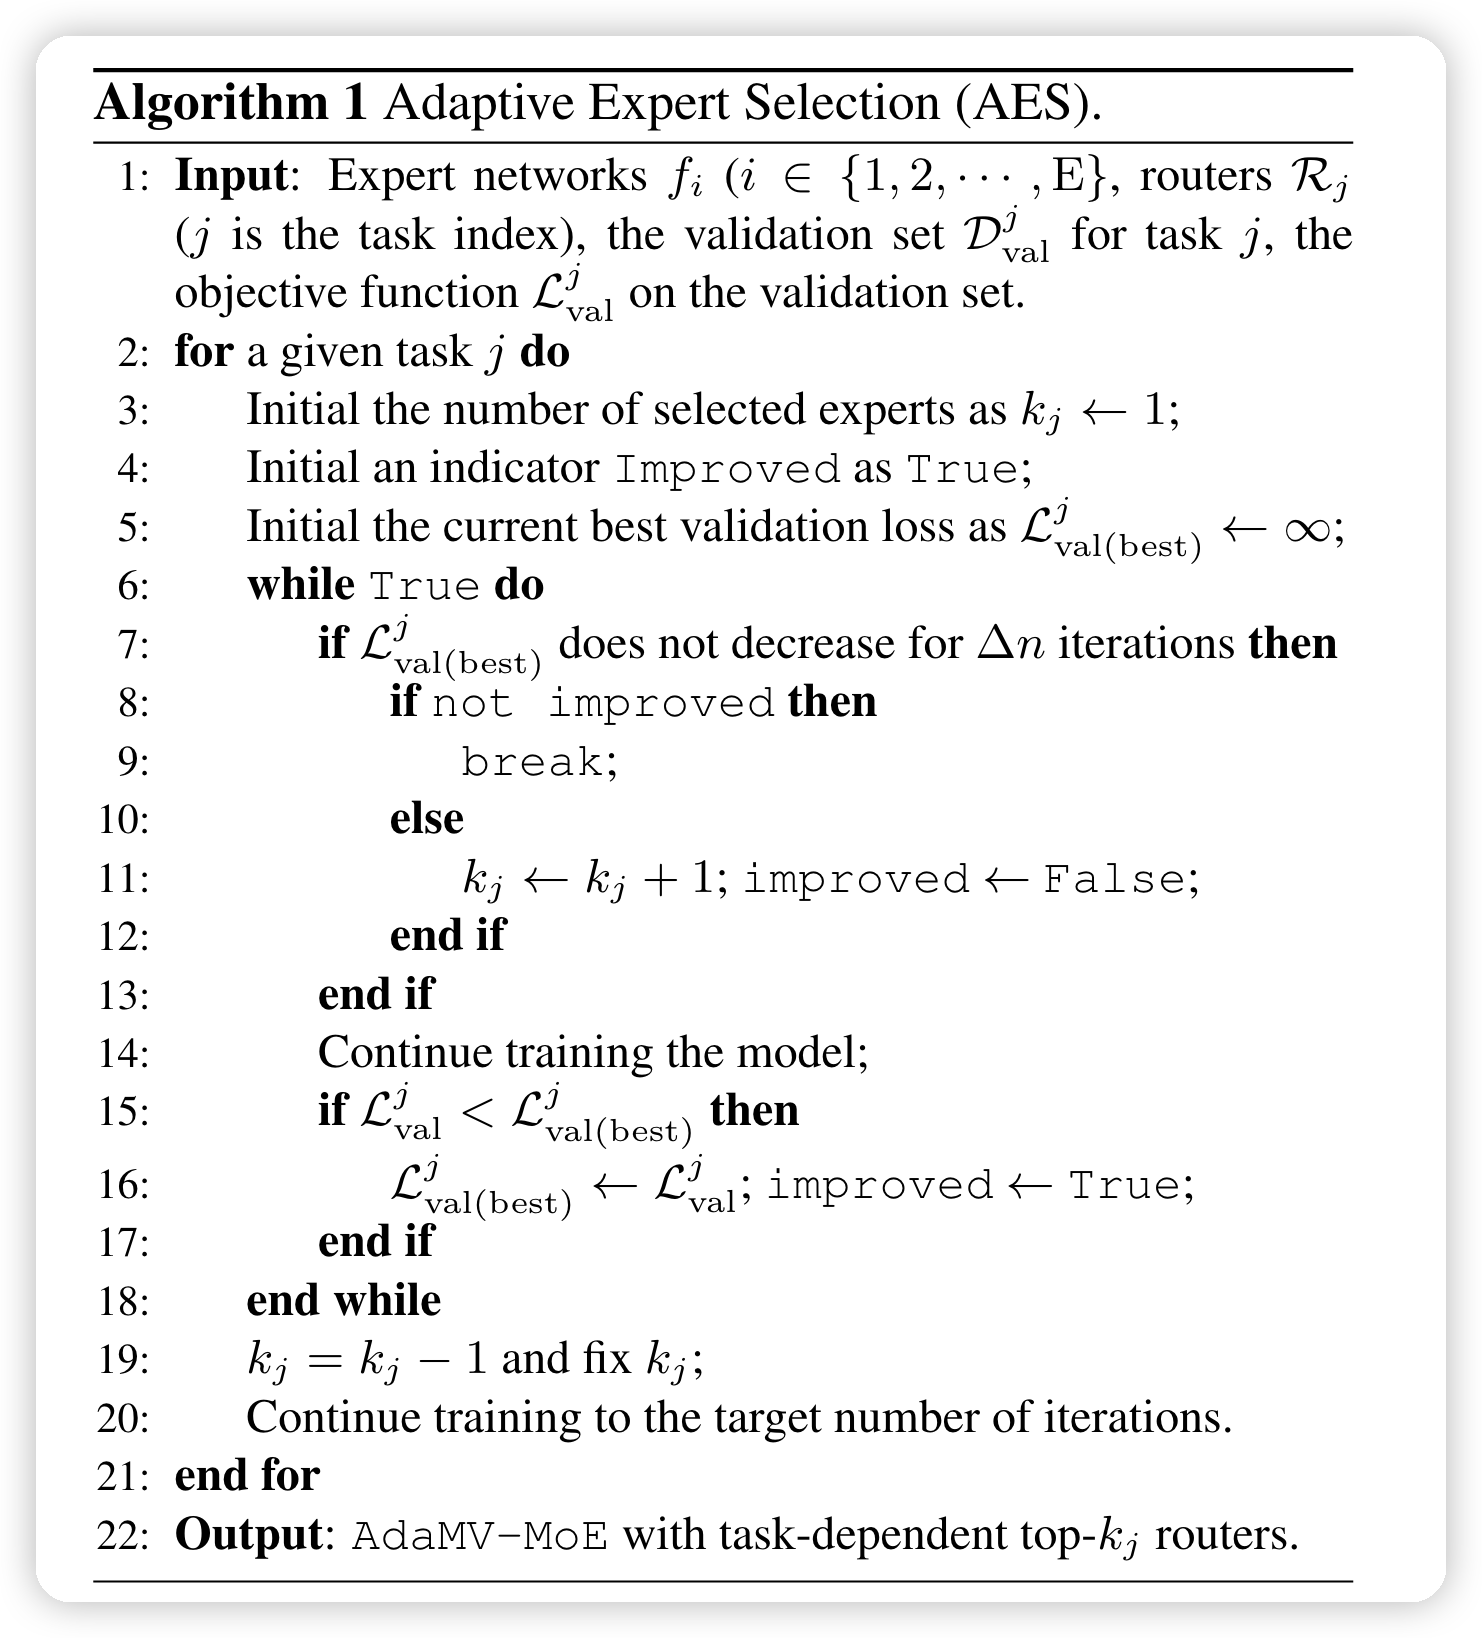 Algorithm 1 Adaptive Expert Selection (AES).
1: Input: Expert networks $f_i$ ($i \in \{1, 2, \cdots, \mathrm{E}\}$, routers $\mathcal{R}_j$
($j$ is the task index), the validation set $\mathcal{D}^j_{\mathrm{val}}$ for task $j$, the
objective function $\mathcal{L}^j_{\mathrm{val}}$ on the validation set.
2: for a given task $j$ do
3: Initial the number of selected experts as $k_j \leftarrow 1$;
4: Initial an indicator Improved as True;
5: Initial the current best validation loss as $\mathcal{L}^j_{\mathrm{val(best)}} \leftarrow \infty$;
6: while True do
7: if $\mathcal{L}^j_{\mathrm{val(best)}}$ does not decrease for $\Delta n$ iterations then
8: if not improved then
9: break;
10: else
11: $k_j \leftarrow k_j + 1$; improved $\leftarrow$ False;
12: end if
13: end if
14: Continue training the model;
15: if $\mathcal{L}^j_{\mathrm{val}} < \mathcal{L}^j_{\mathrm{val(best)}}$ then
16: $\mathcal{L}^j_{\mathrm{val(best)}} \leftarrow \mathcal{L}^j_{\mathrm{val}}$; improved $\leftarrow$ True;
17: end if
18: end while
19: $k_j = k_j - 1$ and fix $k_j$;
20: Continue training to the target number of iterations.
21: end for
22: Output: AdaMV-MoE with task-dependent top-$k_j$ routers.